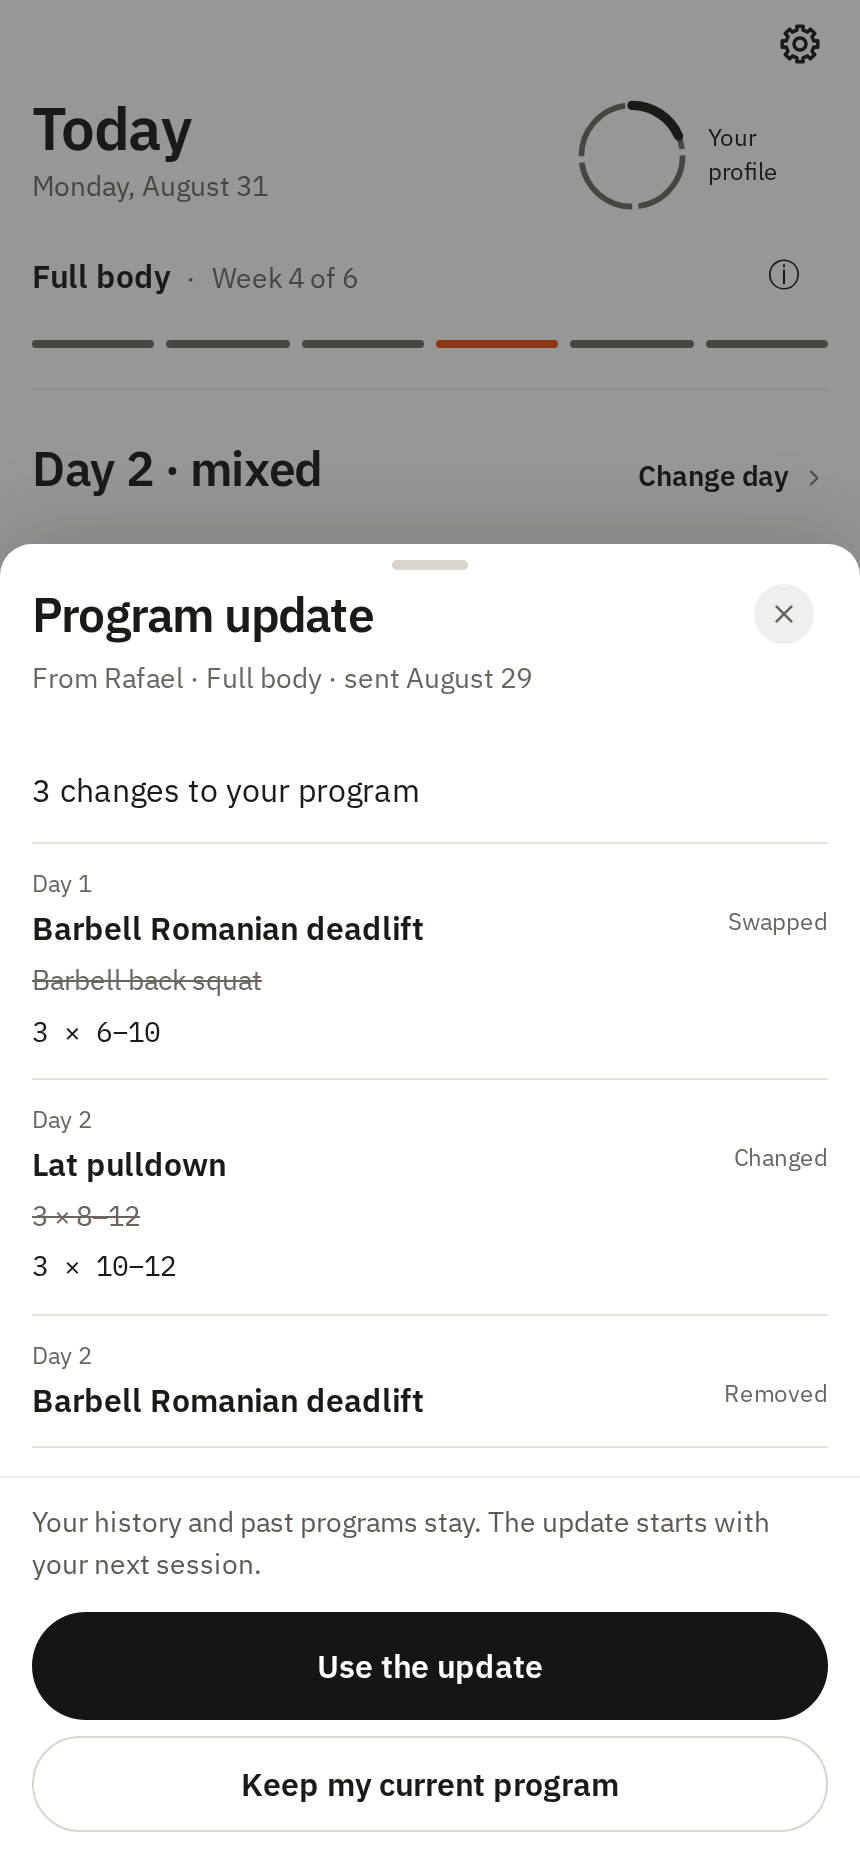 Today
Monday, August 31
Your
profile
Full body · Week 4 of 6
Day 2 · mixed
Change day
Program update
From Rafael · Full body · sent August 29
3 changes to your program
Day 1
Barbell Romanian deadlift
Swapped
Barbell back squat
3 × 6–10
Day 2
Lat pulldown
Changed
3 × 8–12
3 × 10–12
Day 2
Barbell Romanian deadlift
Removed
Your history and past programs stay. The update starts with
your next session.
Use the update
Keep my current program